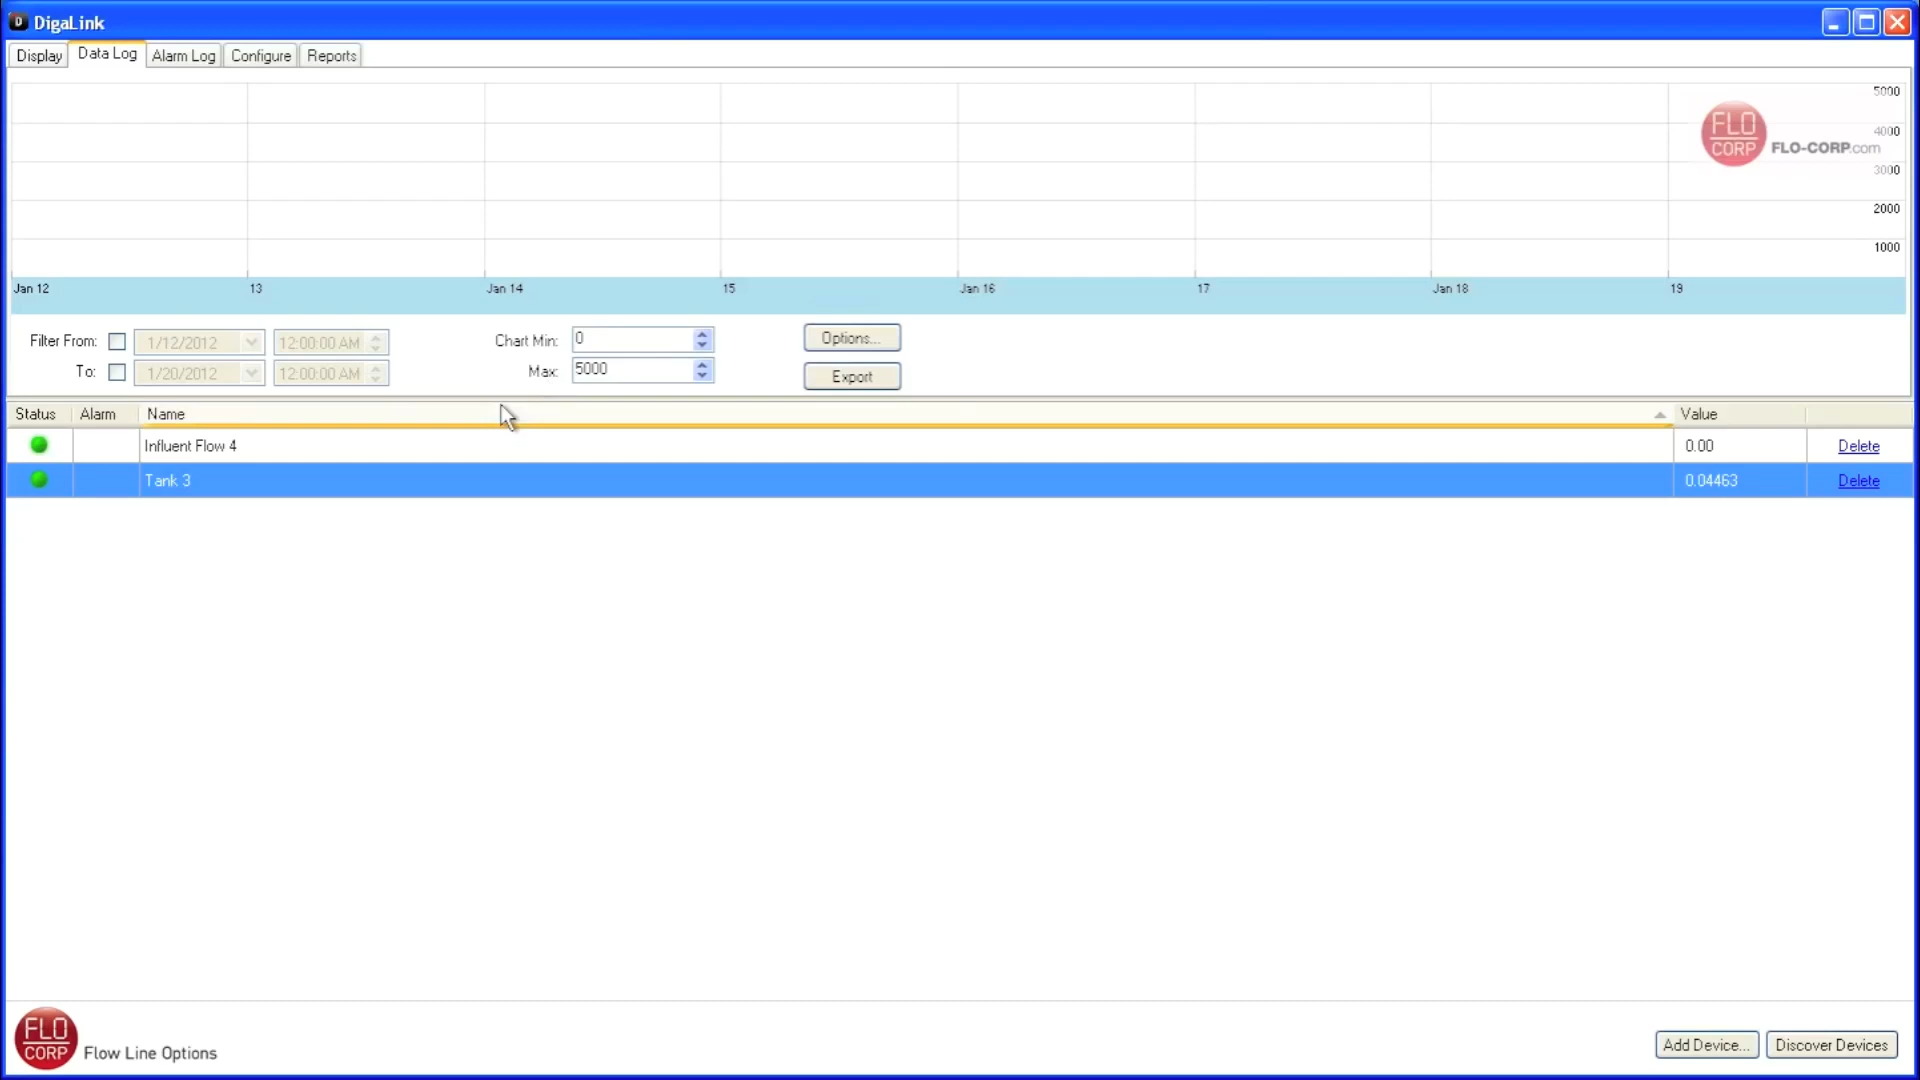 D DigaLink
Display Data Log Alarm Log Configure Reports
5000
4000
3000
2000
1000
FLO
CORP
FLO-CORP.com
Jan 12 13 Jan 14 15 Jan 16 17 Jan 18 19
Filter From: 1/12/2012 12:00:00 AM Chart Min: 0 Options...
To: 1/20/2012 12:00:00 AM Max: 5000 Export
Status Alarm Name Value
Influent Flow 4 0.00 Delete
Tank 3 0.04463 Delete
FLO
CORP
Flow Line Options
Add Device... Discover Devices